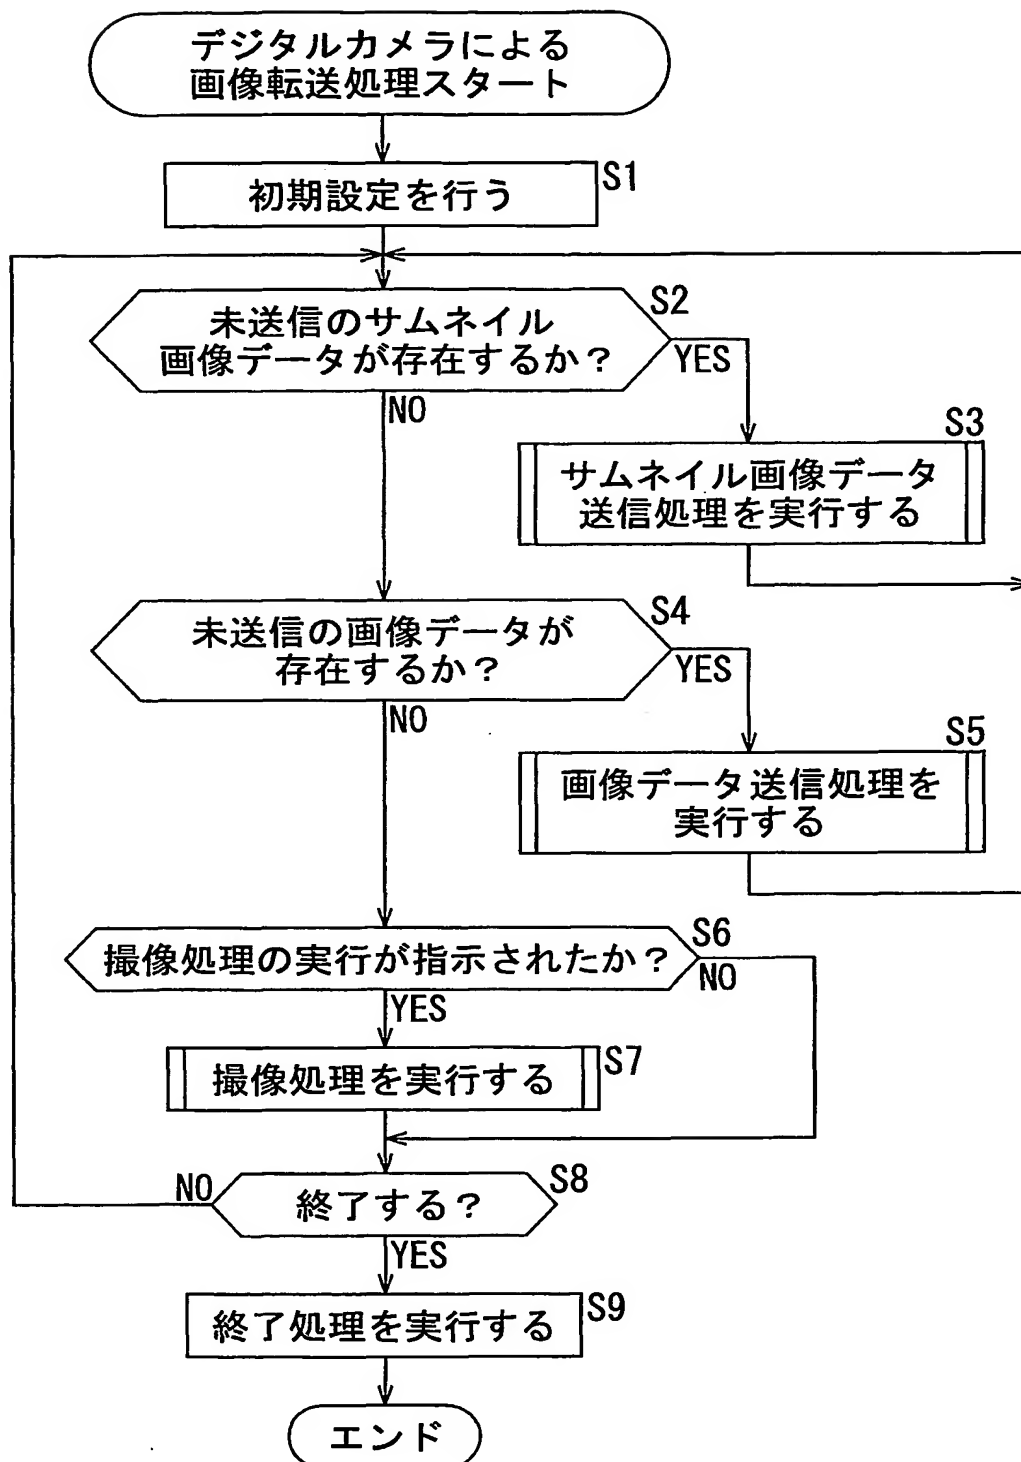 デジタルカメラによる
画像転送処理スタート
初期設定を行う
S1
未送信のサムネイル
画像データが存在するか？
S2
YES
NO
S3
サムネイル画像データ
送信処理を実行する
未送信の画像データが
存在するか？
S4
YES
NO
S5
画像データ送信処理を
実行する
撮像処理の実行が指示されたか？
S6
NO
YES
撮像処理を実行する
S7
NO
終了する？
S8
YES
終了処理を実行する
S9
エンド